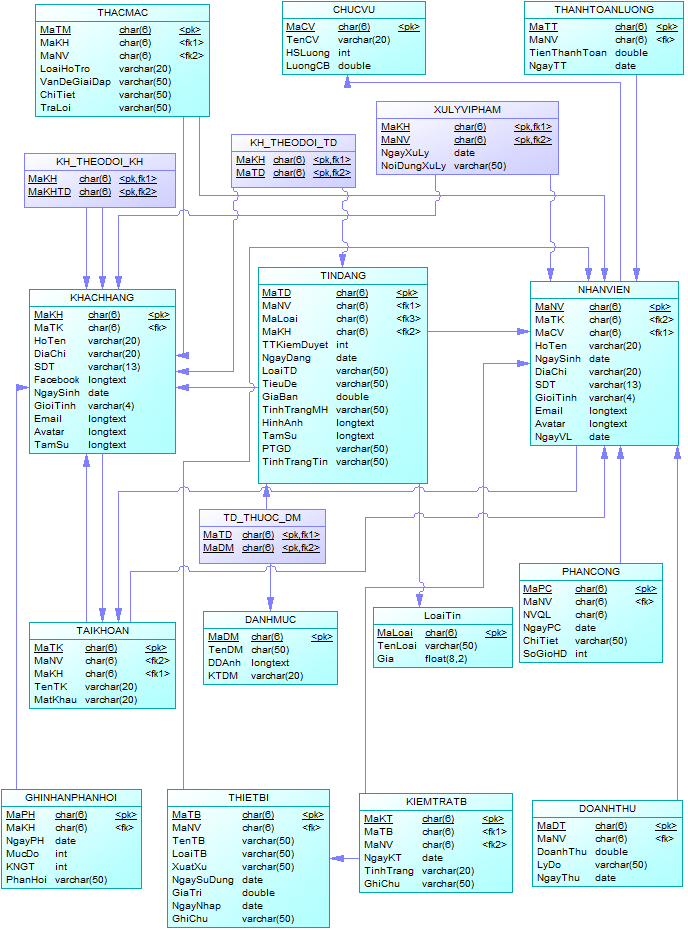 THACMAC
MaTM char(6) <pk>
MaKH char(6) <fk1>
MaNV char(6) <fk2>
LoaiHoTro varchar(20)
VanDeGiaiDap varchar(50)
ChiTiet varchar(50)
TraLoi varchar(50)
CHUCVU
MaCV char(6) <pk>
TenCV varchar(20)
HSLuong int
LuongCB double
THANHTOANLUONG
MaTT char(6) <pk>
MaNV char(6) <fk>
TienThanhToan double
NgayTT date
XULYVIPHAM
MaKH char(6) <pk,fk1>
MaNV char(6) <pk,fk2>
NgayXuLy date
NoiDungXuLy varchar(50)
KH_THEODOI_TD
MaKH char(6) <pk,fk1>
MaTD char(6) <pk,fk2>
KH_THEODOI_KH
MaKH char(6) <pk,fk1>
MaKHTD char(6) <pk,fk2>
KHACHHANG
MaKH char(6) <pk>
MaTK char(6) <fk>
HoTen varchar(20)
DiaChi varchar(20)
SDT varchar(13)
Facebook longtext
NgaySinh date
GioiTinh varchar(4)
Email longtext
Avatar longtext
TamSu longtext
TINDANG
MaTD char(6) <pk>
MaNV char(6) <fk1>
MaLoai char(6) <fk3>
MaKH char(6) <fk2>
TTKiemDuyet int
NgayDang date
LoaiTD varchar(50)
TieuDe varchar(50)
GiaBan double
TinhTrangMH varchar(50)
HinhAnh longtext
TamSu longtext
PTGD varchar(50)
TinhTrangTin varchar(50)
NHANVIEN
MaNV char(6) <pk>
MaTK char(6) <fk2>
MaCV char(6) <fk1>
HoTen varchar(20)
NgaySinh date
DiaChi varchar(20)
SDT varchar(13)
GioiTinh varchar(4)
Email longtext
Avatar longtext
NgayVL date
TD_THUOC_DM
MaTD char(6) <pk,fk1>
MaDM char(6) <pk,fk2>
PHANCONG
MaPC char(6) <pk>
MaNV char(6) <fk>
NVQL char(6)
NgayPC date
ChiTiet varchar(50)
SoGioHD int
TAIKHOAN
MaTK char(6) <pk>
MaNV char(6) <fk2>
MaKH char(6) <fk1>
TenTK varchar(20)
MatKhau varchar(20)
DANHMUC
MaDM char(6) <pk>
TenDM char(50)
DDAnh longtext
KTDM varchar(20)
LoaiTin
MaLoai char(6) <pk>
TenLoai varchar(50)
Gia float(8,2)
GHINHANPHANHOI
MaPH char(6) <pk>
MaKH char(6) <fk>
NgayPH date
MucDo int
KNGT int
PhanHoi varchar(50)
THIETBI
MaTB char(6) <pk>
MaNV char(6) <fk>
TenTB varchar(50)
LoaiTB varchar(50)
XuatXu varchar(50)
NgaySuDung date
GiaTri double
NgayNhap date
GhiChu varchar(50)
KIEMTRATB
MaKT char(6) <pk>
MaTB char(6) <fk1>
MaNV char(6) <fk2>
NgayKT date
TinhTrang varchar(20)
GhiChu varchar(50)
DOANHTHU
MaDT char(6) <pk>
MaNV char(6) <fk>
DoanhThu double
LyDo varchar(50)
NgayThu date